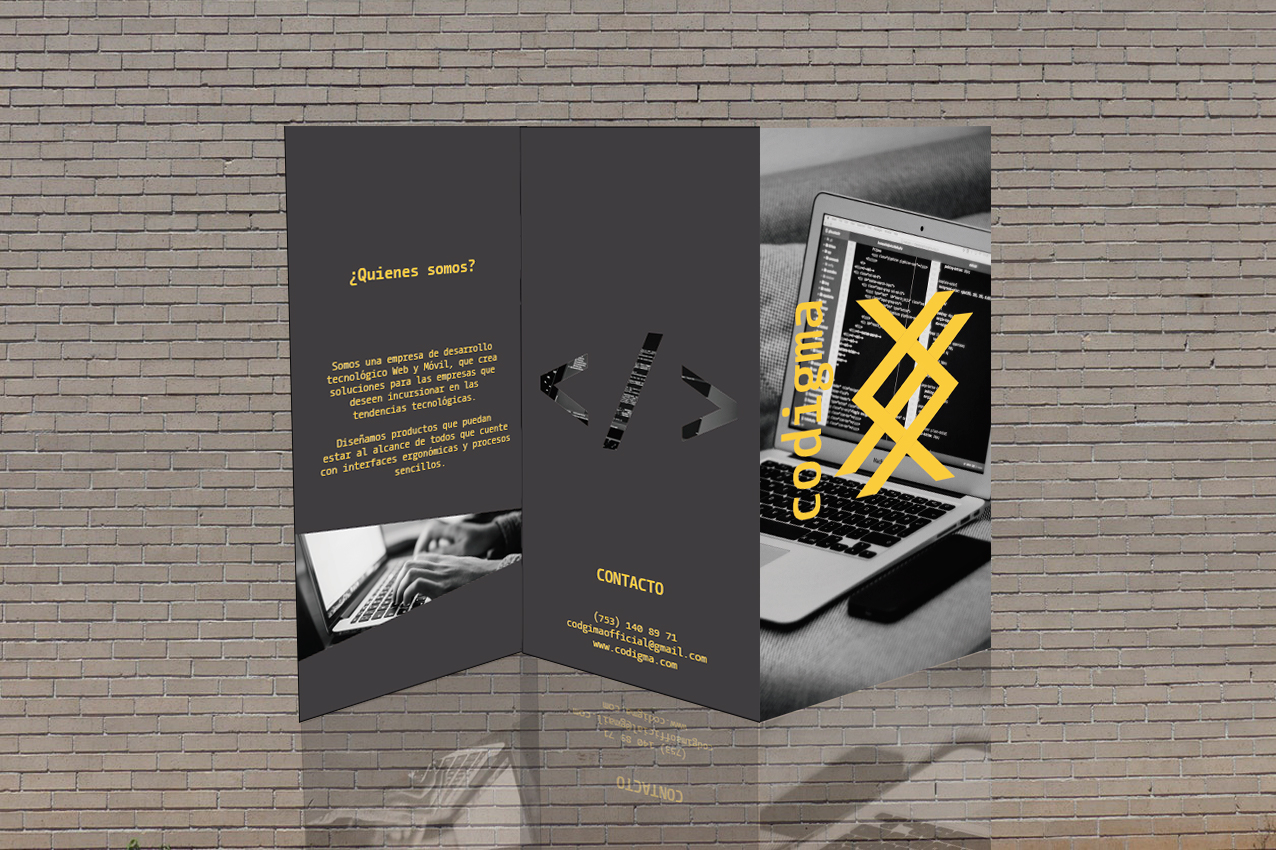 ¿Quienes somos?
Somos una empresa de desarrollo
tecnológico Web y Móvil, que crea
soluciones para las empresas que
deseen incursionar en las
tendencias tecnológicas.
Diseñamos productos que puedan
estar al alcance de todos que cuente
con interfaces ergonómicas y procesos
sencillos.
</>
CONTACTO
(753) 140 89 71
codgimaofficial@gmail.com
www.codigma.com
codigma